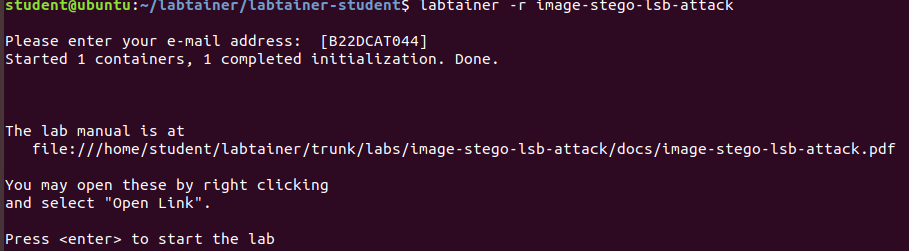 student@ubuntu:~/labtainer/labtainer-student$ labtainer -r image-stego-lsb-attack
Please enter your e-mail address:  [B22DCAT044]
Started 1 containers, 1 completed initialization. Done.
The lab manual is at
file:///home/student/labtainer/trunk/labs/image-stego-lsb-attack/docs/image-stego-lsb-attack.pdf
You may open these by right clicking
and select "Open Link".
Press <enter> to start the lab